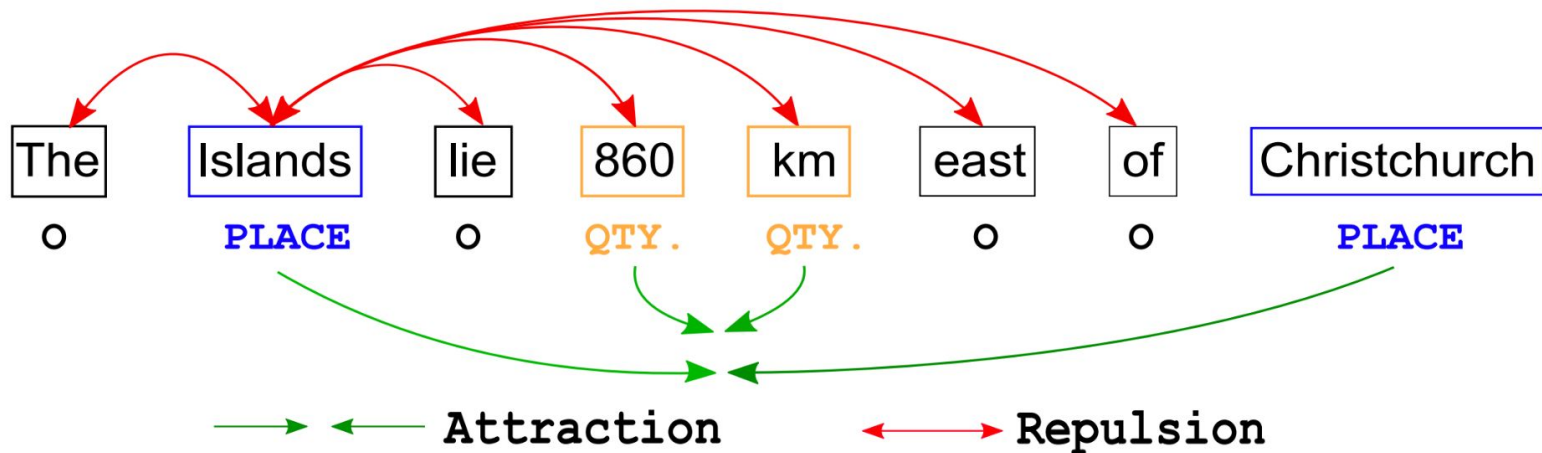 The Islands lie 860 km east of Christchurch
O PLACE O QTY. QTY. O O PLACE
Attraction Repulsion